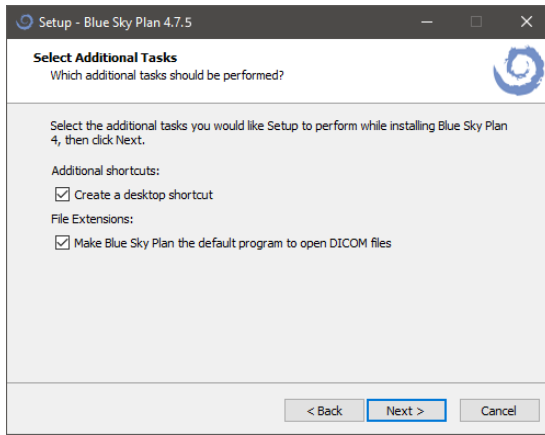 Setup - Blue Sky Plan 4.7.5
Select Additional Tasks
Which additional tasks should be performed?
Select the additional tasks you would like Setup to perform while installing Blue Sky Plan
4, then click Next.
Additional shortcuts:
Create a desktop shortcut
File Extensions:
Make Blue Sky Plan the default program to open DICOM files
< Back Next > Cancel